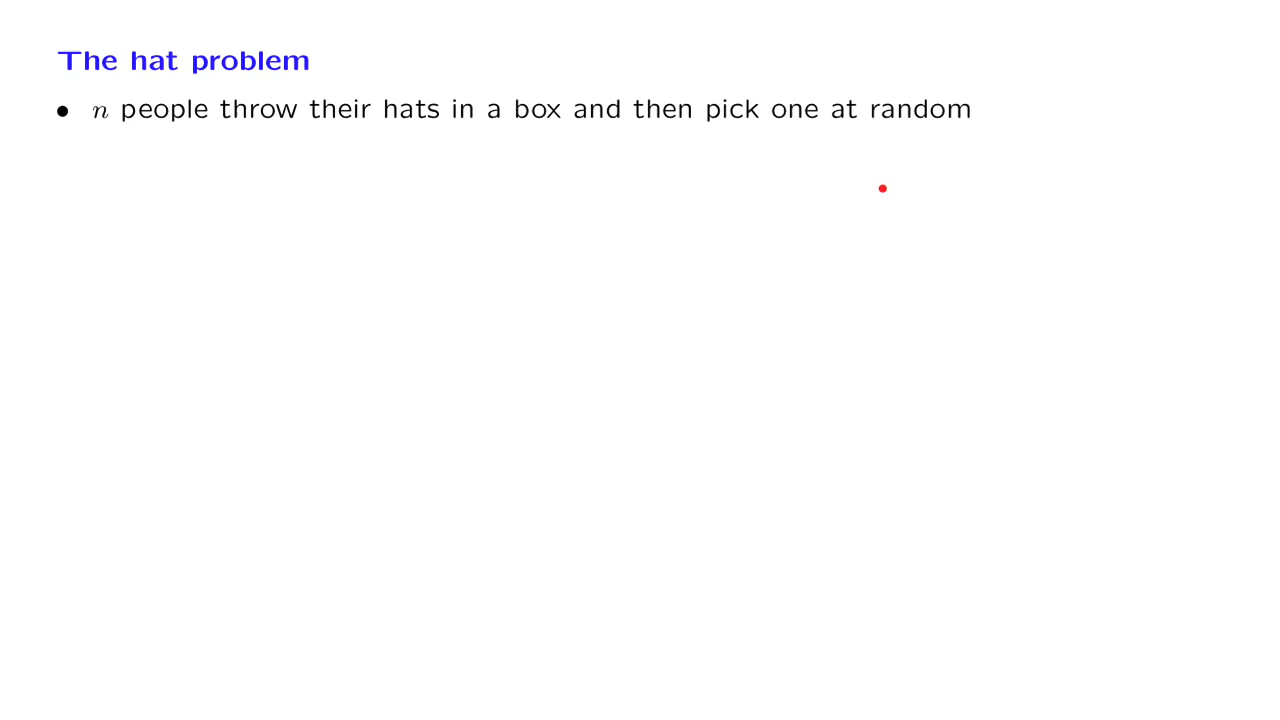 The hat problem
• n people throw their hats in a box and then pick one at random